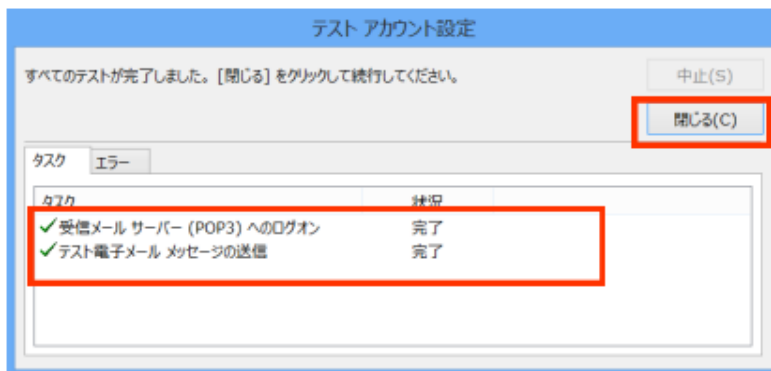 テスト アカウント設定
すべてのテストが完了しました。[閉じる] をクリックして続行してください。
中止(S)
閉じる(C)
タスク エラー
タスク 状況
受信メール サーバー (POP3) へのログオン 完了
テスト電子メール メッセージの送信 完了